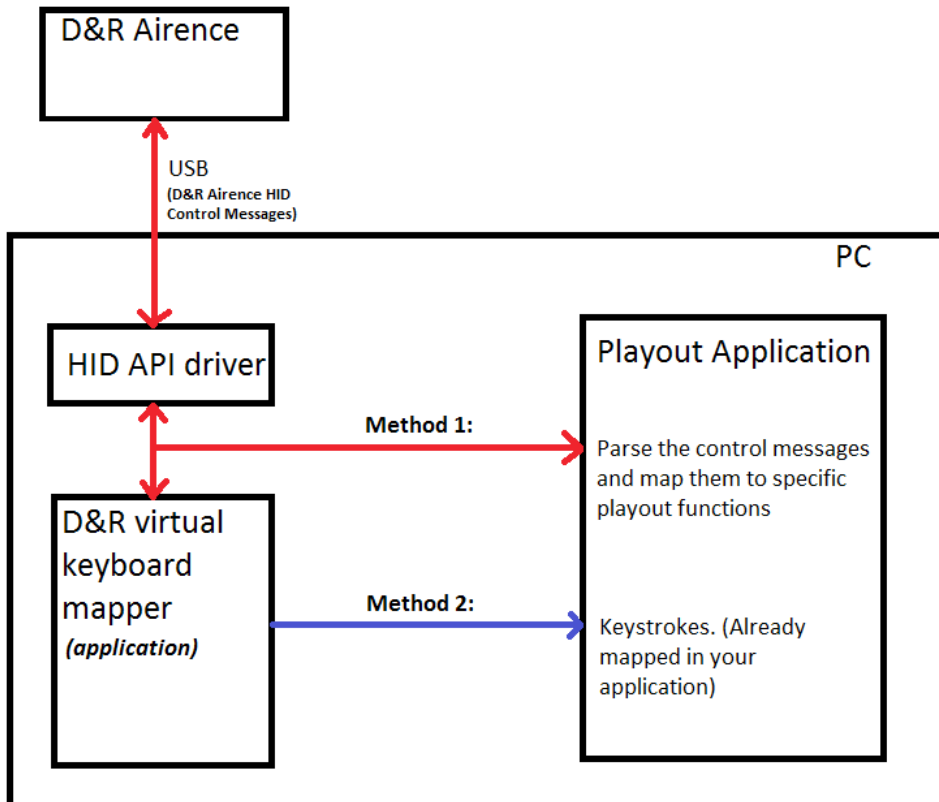 D&R Airence
USB
(D&R Airence HID
Control Messages)
PC
HID API driver
Playout Application
Method 1:
Parse the control messages
and map them to specific
playout functions
D&R virtual
keyboard
mapper
(application)
Method 2:
Keystrokes. (Already
mapped in your
application)